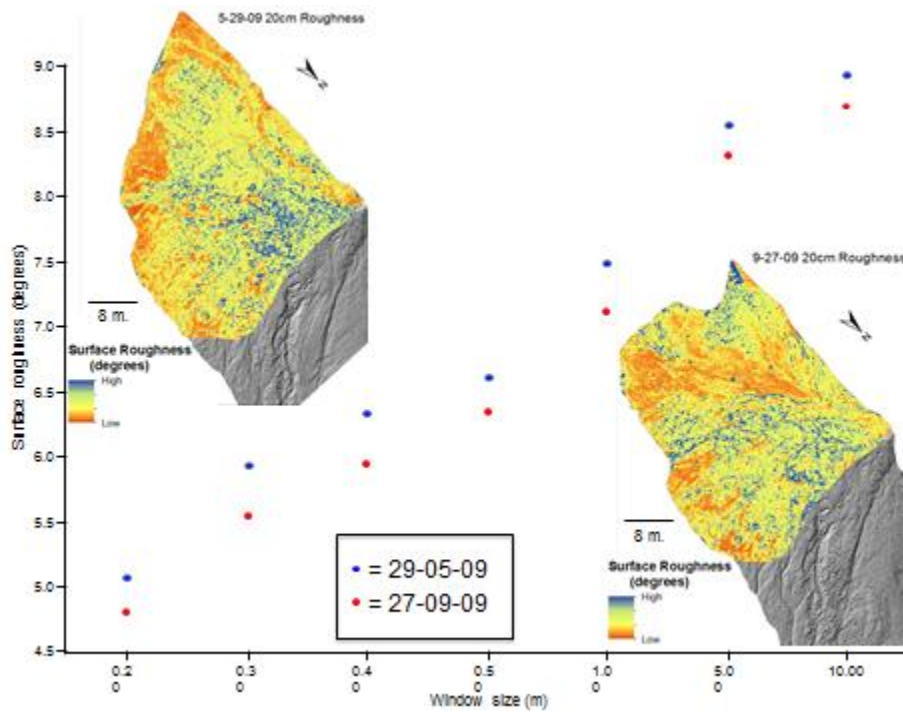 5-29-09 20cm Roughness
N
9.0
8.5
8.0
7.5
7.0
6.5
6.0
5.5
5.0
4.5
Surface roughness (degrees)
8 m.
Surface Roughness
(degrees)
High
Low
9-27-09 20cm Roughness
N
8 m.
Surface Roughness
(degrees)
High
Low
= 29-05-09
= 27-09-09
0.2 0.3 0.4 0.5 1.0 5.0 10.00
0 0 0 0 0 0
Window size (m)